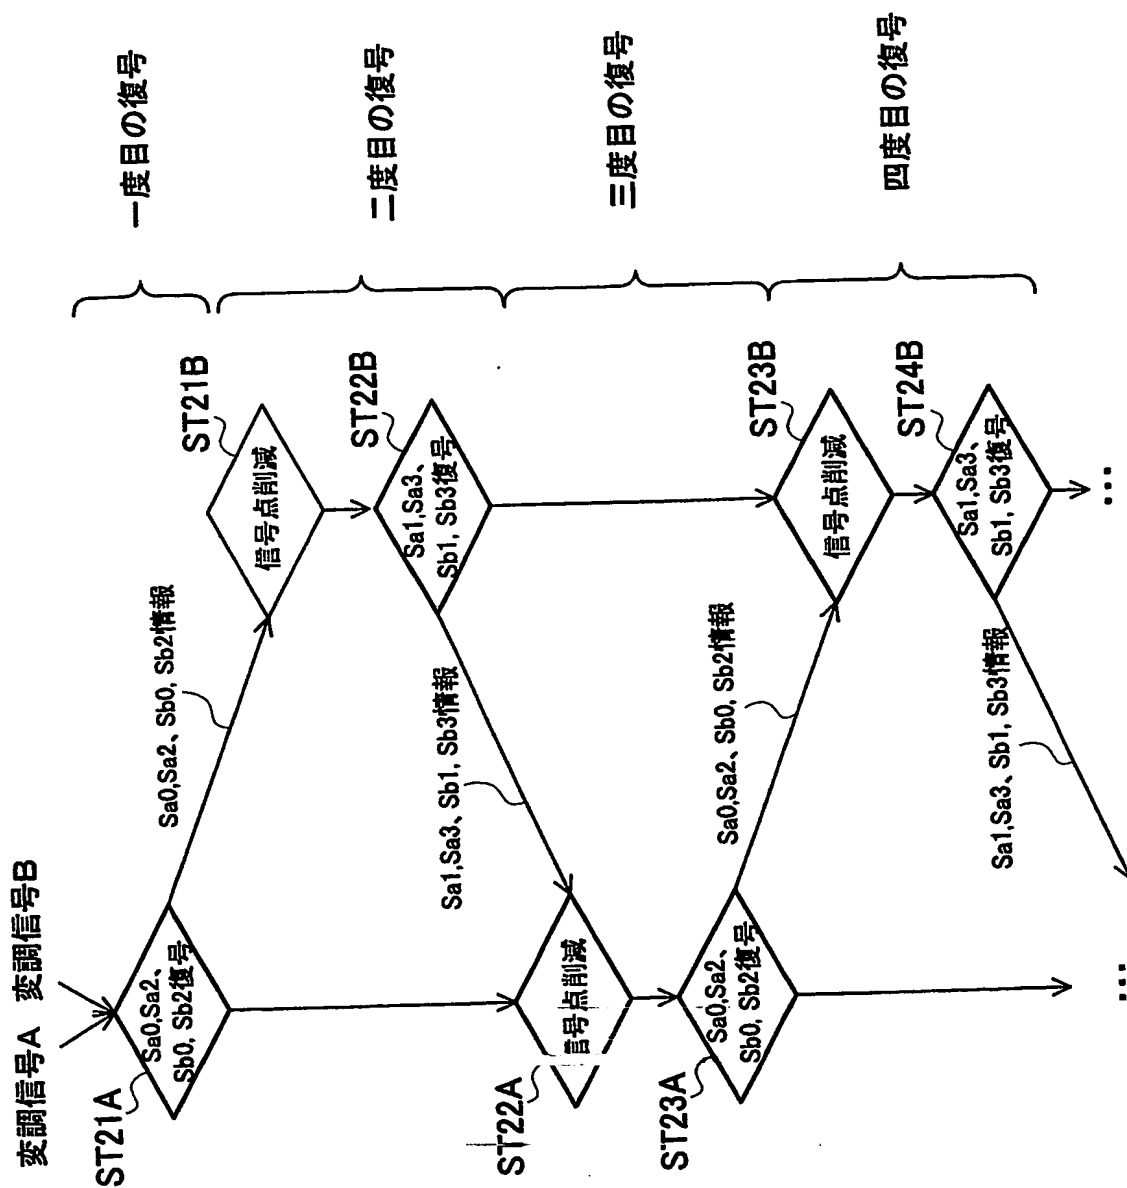 変調信号A 変調信号B
ST21A
Sa0,Sa2、
Sb0, Sb2復号
Sa0,Sa2、Sb0, Sb2情報
ST21B
信号点削減
一度目の復号
ST22B
Sa1,Sa3、
Sb1, Sb3復号
二度目の復号
Sa1,Sa3、Sb1, Sb3情報
ST22A
信号点削減
三度目の復号
ST23A
Sa0,Sa2、
Sb0, Sb2復号
Sa0,Sa2、Sb0, Sb2情報
ST23B
信号点削減
ST24B
Sa1,Sa3、
Sb1, Sb3復号
四度目の復号
Sa1,Sa3、Sb1, Sb3情報
...
...